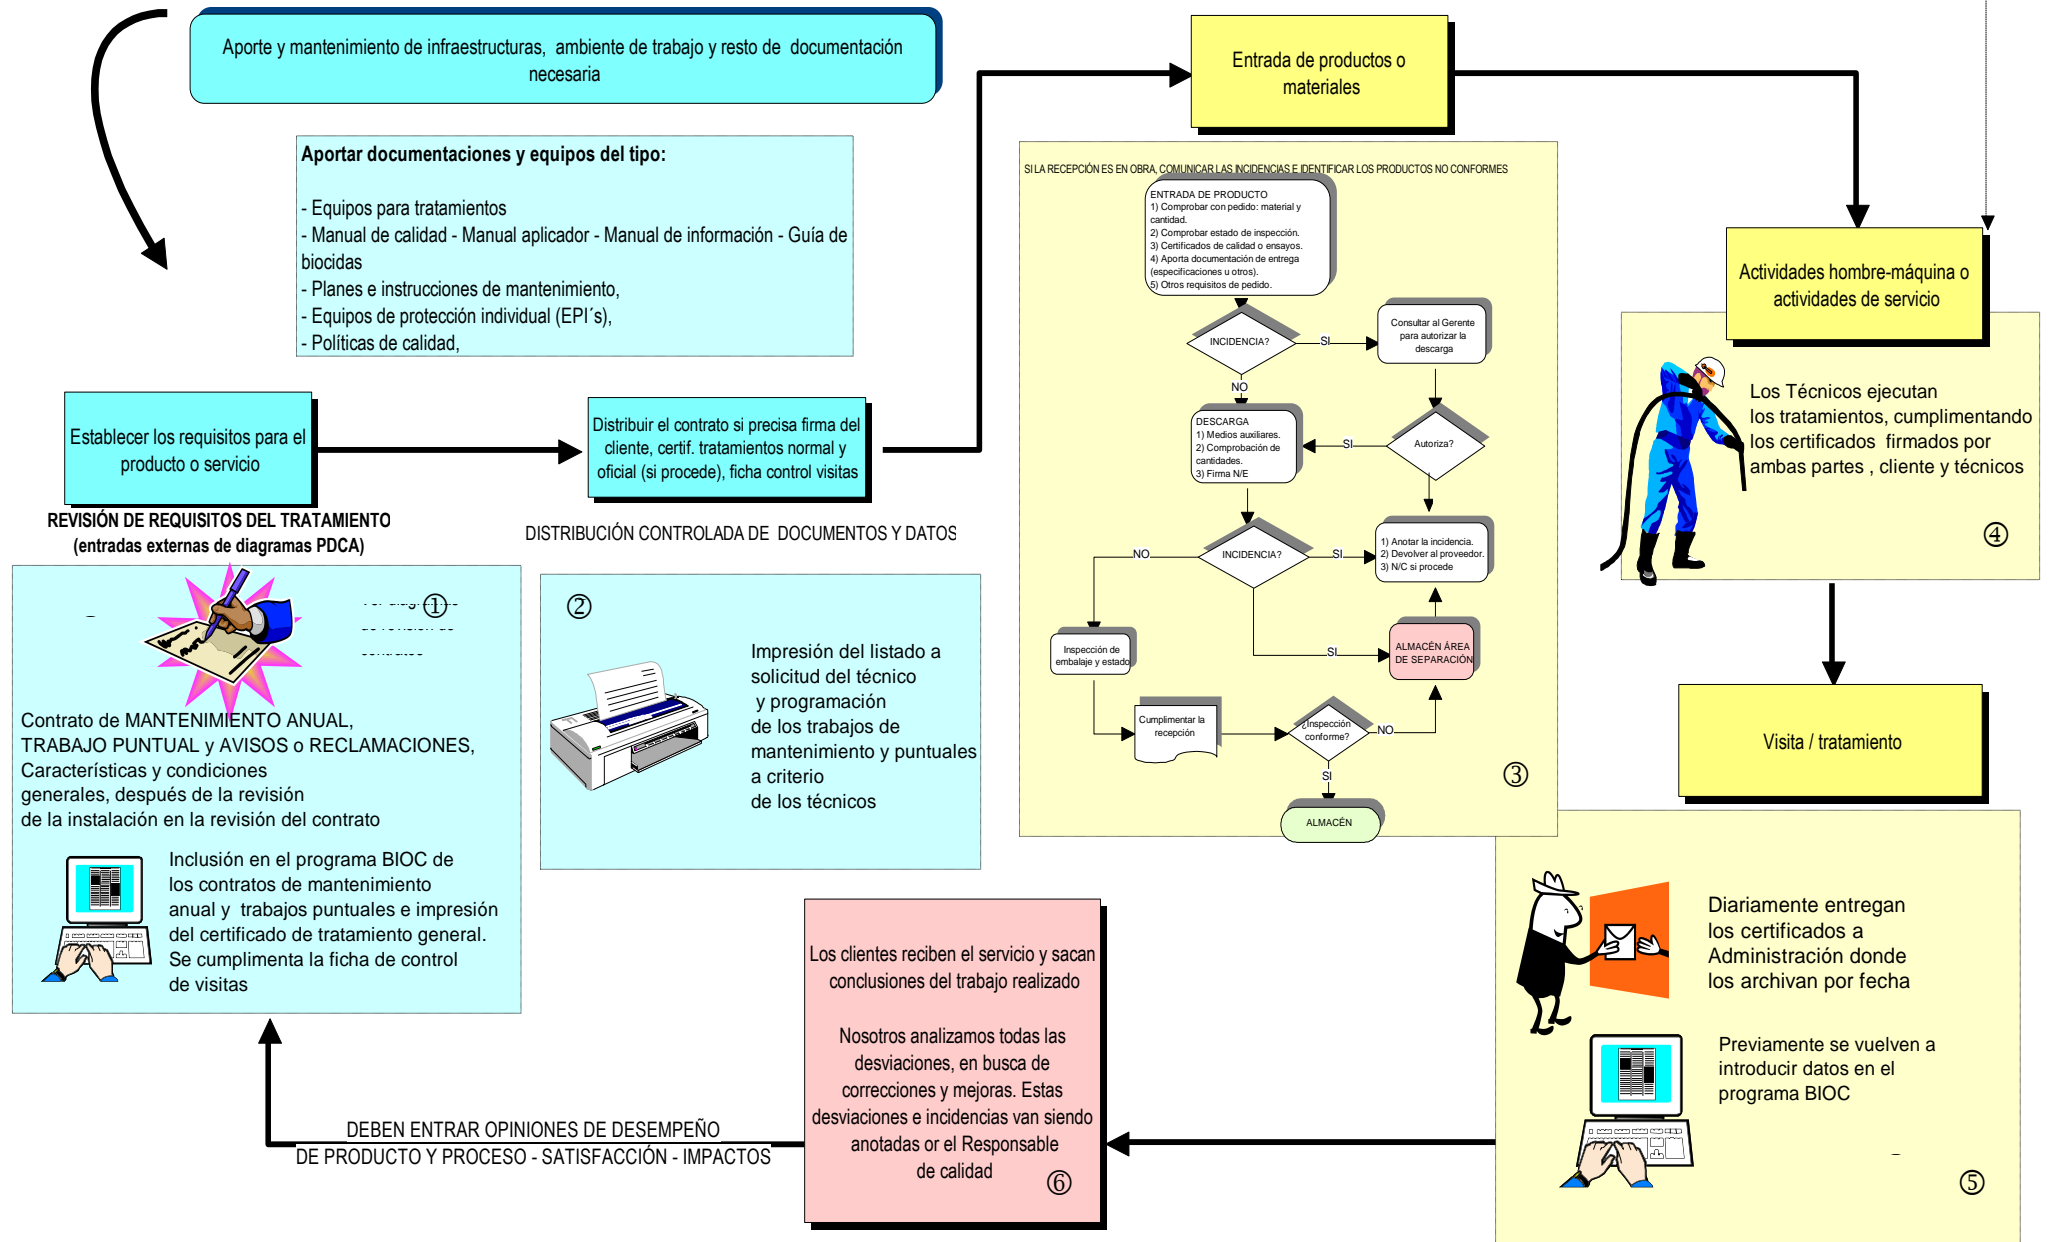 Aporte y mantenimiento de infraestructuras, ambiente de trabajo y resto de documentación
necesaria
Aportar documentaciones y equipos del tipo:
- Equipos para tratamientos
- Manual de calidad - Manual aplicador - Manual de información - Guía de
biocidas
- Planes e instrucciones de mantenimiento,
- Equipos de protección individual (EPI´s),
- Políticas de calidad,
Establecer los requisitos para el
producto o servicio
REVISIÓN DE REQUISITOS DEL TRATAMIENTO
(entradas externas de diagramas PDCA)
Distribuir el contrato si precisa firma del
cliente, certif. tratamientos normal y
oficial (si procede), ficha control visitas
DISTRIBUCIÓN CONTROLADA DE DOCUMENTOS Y DATOS
①
Contrato de MANTENIMIENTO ANUAL,
TRABAJO PUNTUAL y AVISOS o RECLAMACIONES,
Características y condiciones
generales, después de la revisión
de la instalación en la revisión del contrato
Inclusión en el programa BIOC de
los contratos de mantenimiento
anual y trabajos puntuales e impresión
del certificado de tratamiento general.
Se cumplimenta la ficha de control
de visitas
②
Impresión del listado a
solicitud del técnico
y programación
de los trabajos de
mantenimiento y puntuales
a criterio
de los técnicos
Entrada de productos o
materiales
SI LA RECEPCIÓN ES EN OBRA, COMUNICAR LAS INCIDENCIAS E IDENTIFICAR LOS PRODUCTOS NO CONFORMES
ENTRADA DE PRODUCTO
1) Comprobar con pedido: material y
cantidad.
2) Comprobar estado de inspección.
3) Certificados de calidad o ensayos.
4) Aporta documentación de entrega
(especificaciones u otros).
5) Otros requisitos de pedido.
INCIDENCIA?
SI
Consultar al Gerente
para autorizar la
descarga
NO
DESCARGA
1) Medios auxiliares.
2) Comprobación de
cantidades.
3) Firma N/E
SI
Autoriza?
NO
INCIDENCIA?
SI
1) Anotar la incidencia.
2) Devolver al proveedor.
3) N/C si procede
Inspección de
embalaje y estado
SI
ALMACÉN ÁREA
DE SEPARACIÓN
Cumplimentar la
recepción
¿Inspección
conforme?
NO
SI
③
ALMACÉN
Actividades hombre-máquina o
actividades de servicio
Los Técnicos ejecutan
los tratamientos, cumplimentando
los certificados firmados por
ambas partes , cliente y técnicos
④
Visita / tratamiento
Diariamente entregan
los certificados a
Administración donde
los archivan por fecha
Previamente se vuelven a
introducir datos en el
programa BIOC
⑤
Los clientes reciben el servicio y sacan
conclusiones del trabajo realizado
Nosotros analizamos todas las
desviaciones, en busca de
correcciones y mejoras. Estas
desviaciones e incidencias van siendo
anotadas or el Responsable
de calidad
⑥
DEBEN ENTRAR OPINIONES DE DESEMPEÑO
DE PRODUCTO Y PROCESO - SATISFACCIÓN - IMPACTOS